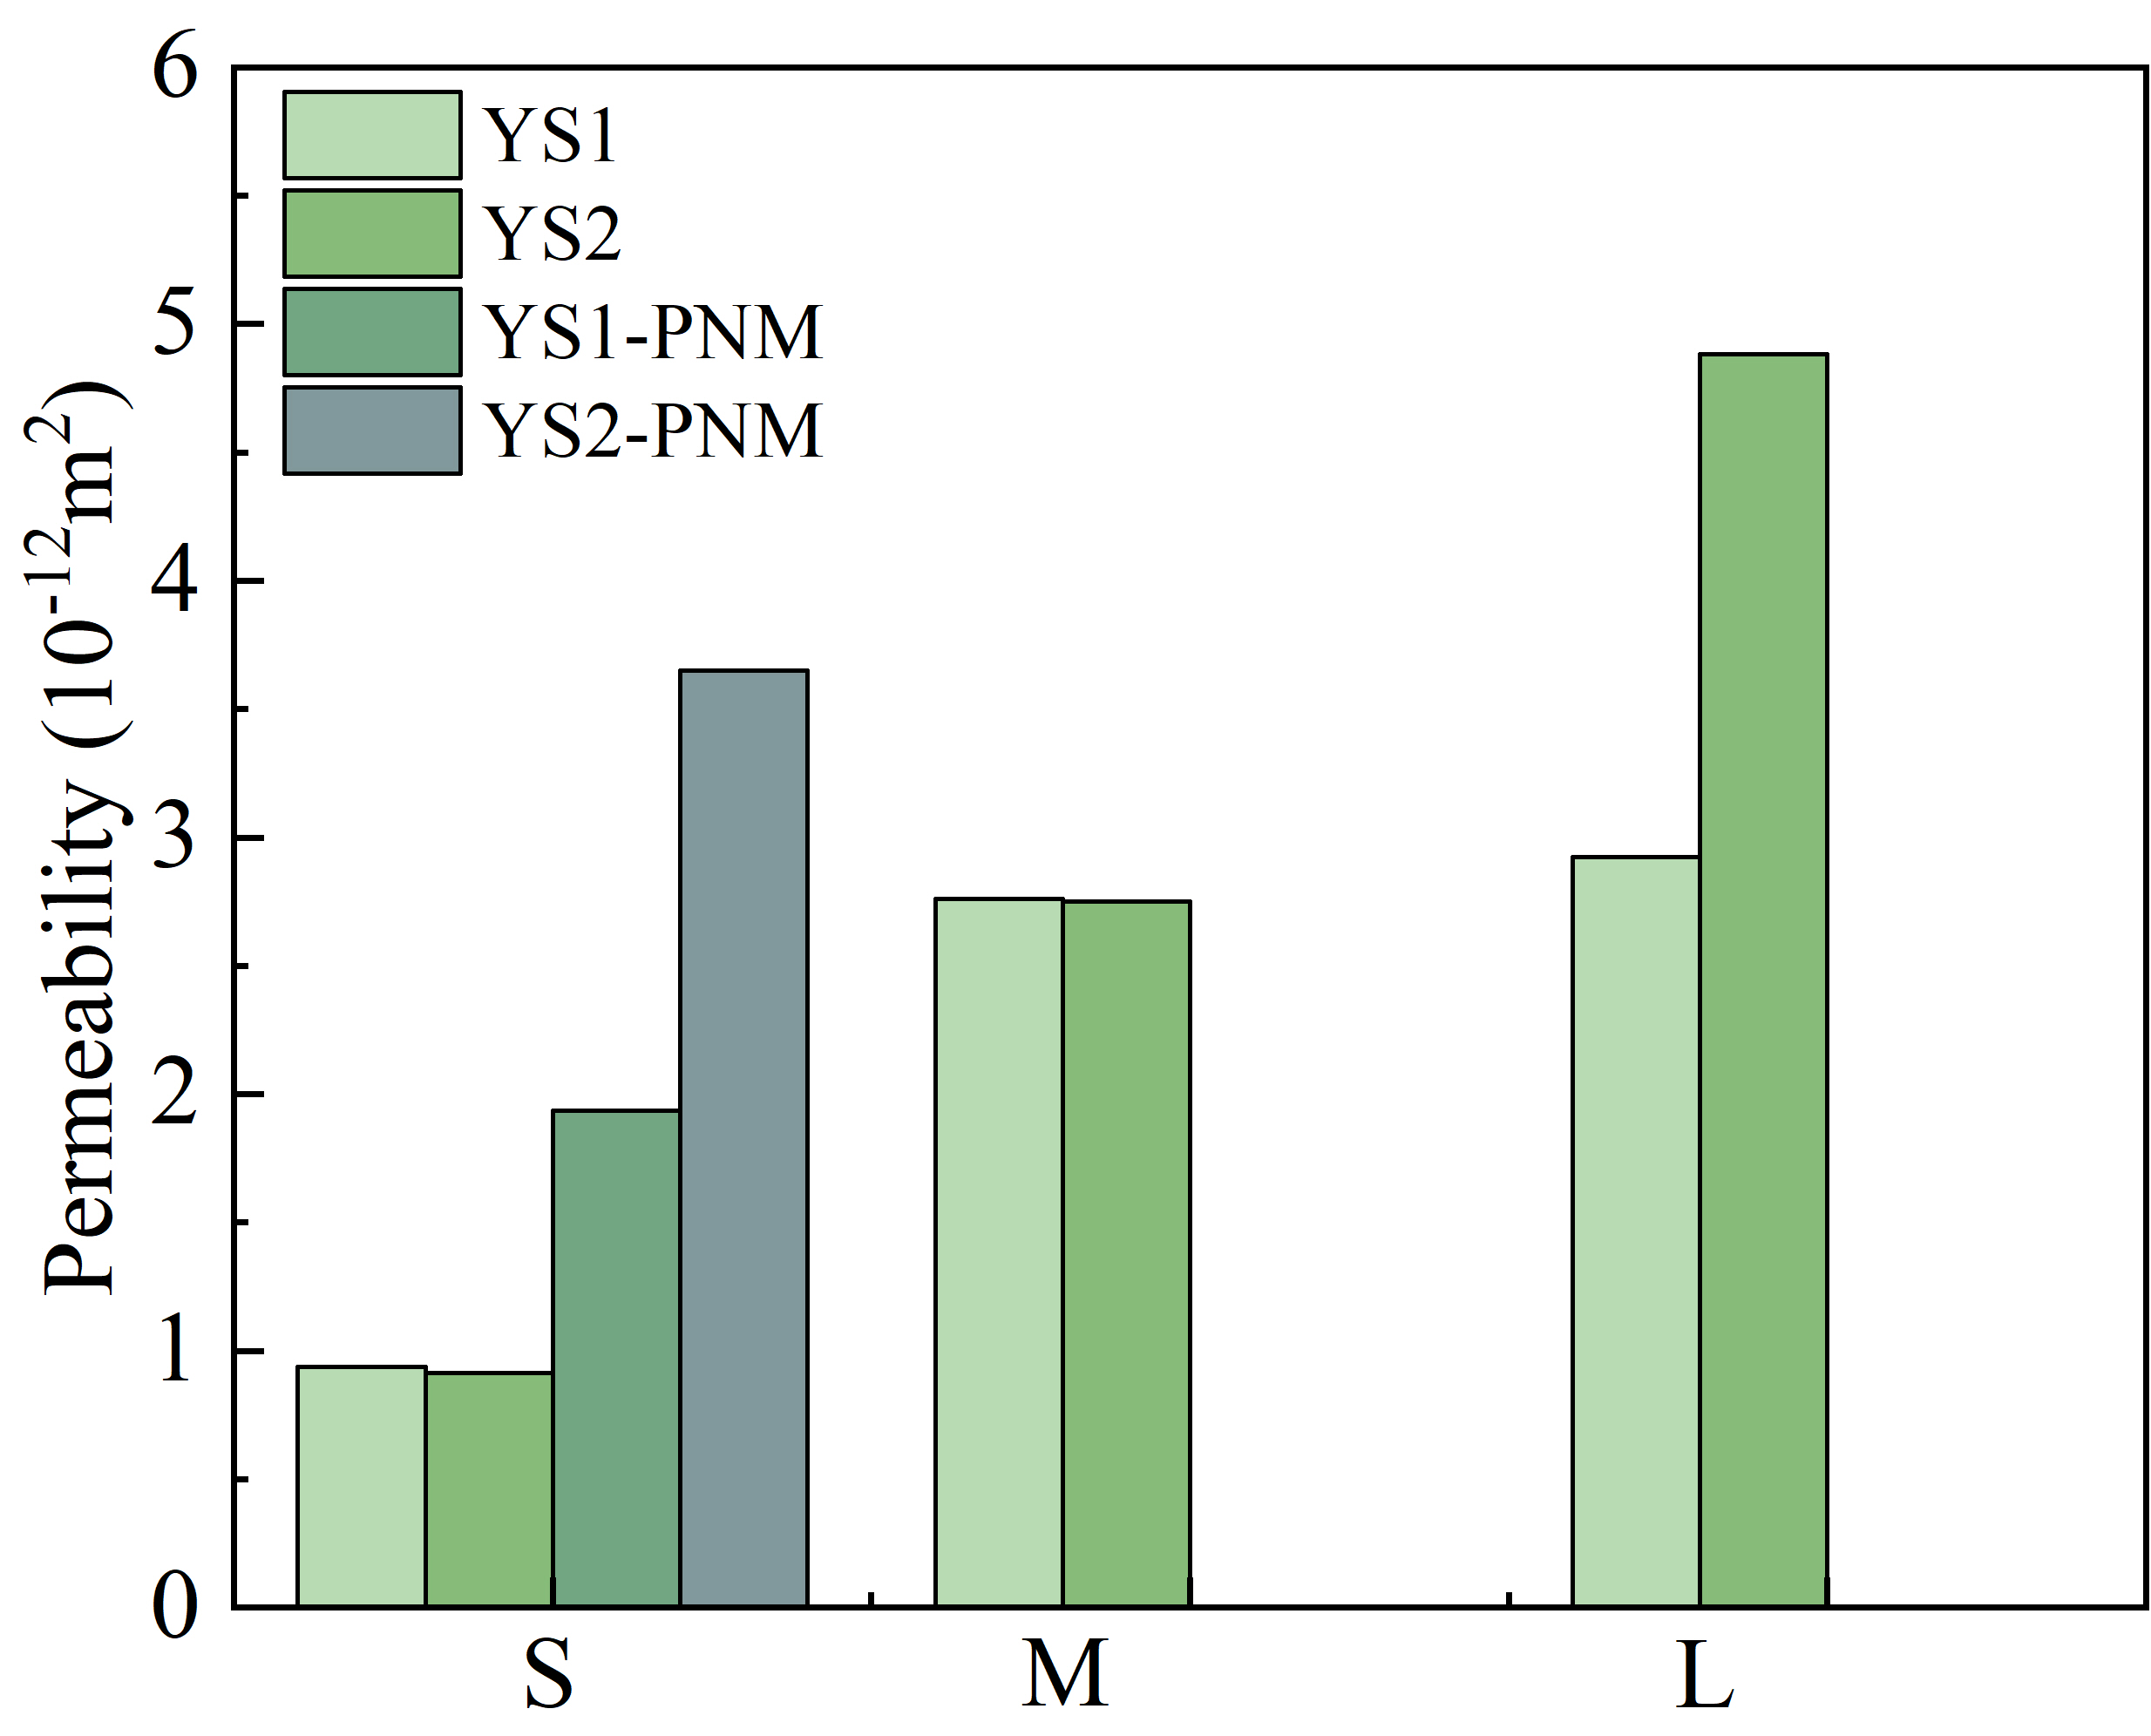 6
5
4
3
2
1
0
Permeability (10⁻¹²m²)
YS1
YS2
YS1-PNM
YS2-PNM
S M L